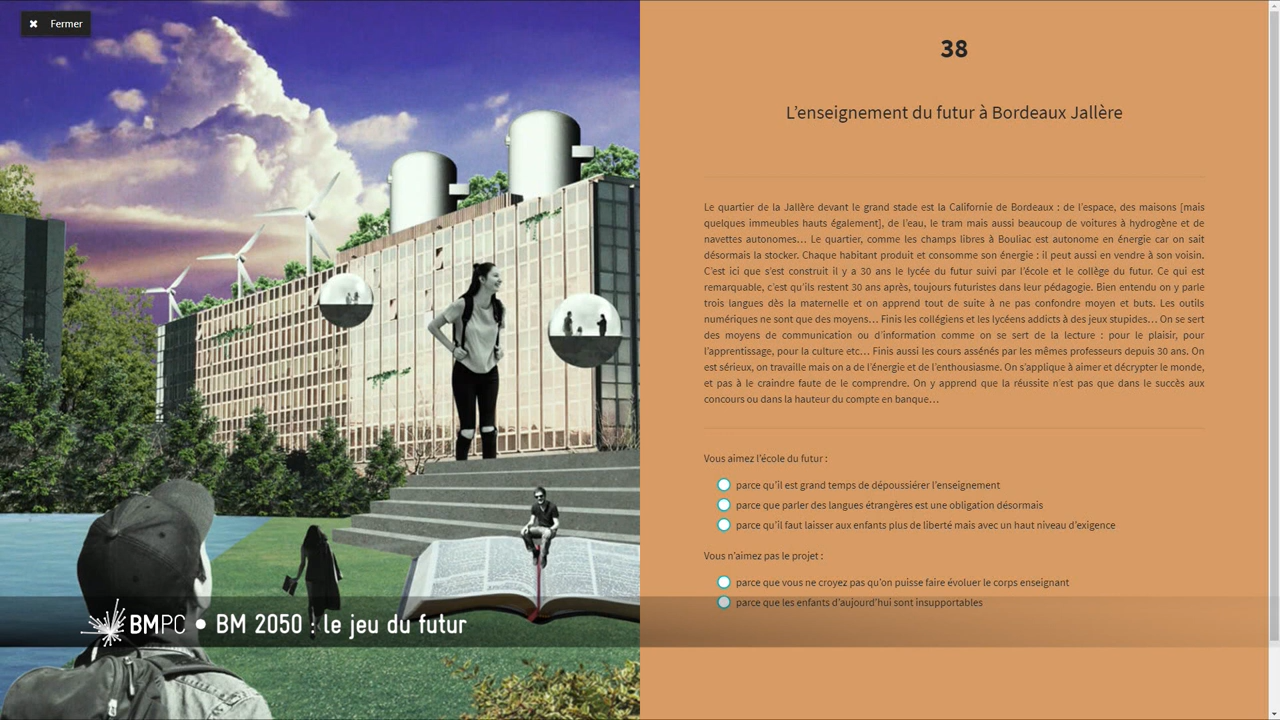 ✖ Fermer
38
L’enseignement du futur à Bordeaux Jallère
Le quartier de la Jallère devant le grand stade est la Californie de Bordeaux : de l’espace, des maisons [mais
quelques immeubles hauts également], de l’eau, le tram mais aussi beaucoup de voitures à hydrogène et de
navettes autonomes… Le quartier, comme les champs libres à Bouliac est autonome en énergie car on sait
désormais la stocker. Chaque habitant produit et consomme son énergie : il peut aussi en vendre à son voisin.
C’est ici que s’est construit il y a 30 ans le lycée du futur suivi par l’école et le collège du futur. Ce qui est
remarquable, c’est qu’ils restent 30 ans après, toujours futuristes dans leur pédagogie. Bien entendu on y parle
trois langues dès la maternelle et on apprend tout de suite à ne pas confondre moyen et buts. Les outils
numériques ne sont que des moyens… Finis les collégiens et les lycéens addicts à des jeux stupides… On se sert
des moyens de communication ou d’information comme on se sert de la lecture : pour le plaisir, pour
l’apprentissage, pour la culture etc… Finis aussi les cours assénés par les mêmes professeurs depuis 30 ans. On
est sérieux, on travaille mais on a de l’énergie et de l’enthousiasme. On s’applique à aimer et décrypter le monde,
et pas à le craindre faute de le comprendre. On y apprend que la réussite n’est pas que dans le succès aux
concours ou dans la hauteur du compte en banque…
Vous aimez l’école du futur :
parce qu’il est grand temps de dépoussiérer l’enseignement
parce que parler des langues étrangères est une obligation désormais
parce qu’il faut laisser aux enfants plus de liberté mais avec un haut niveau d’exigence
Vous n’aimez pas le projet :
parce que vous ne croyez pas qu’on puisse faire évoluer le corps enseignant
parce que les enfants d’aujourd’hui sont insupportables
BMPC • BM 2050 : le jeu du futur